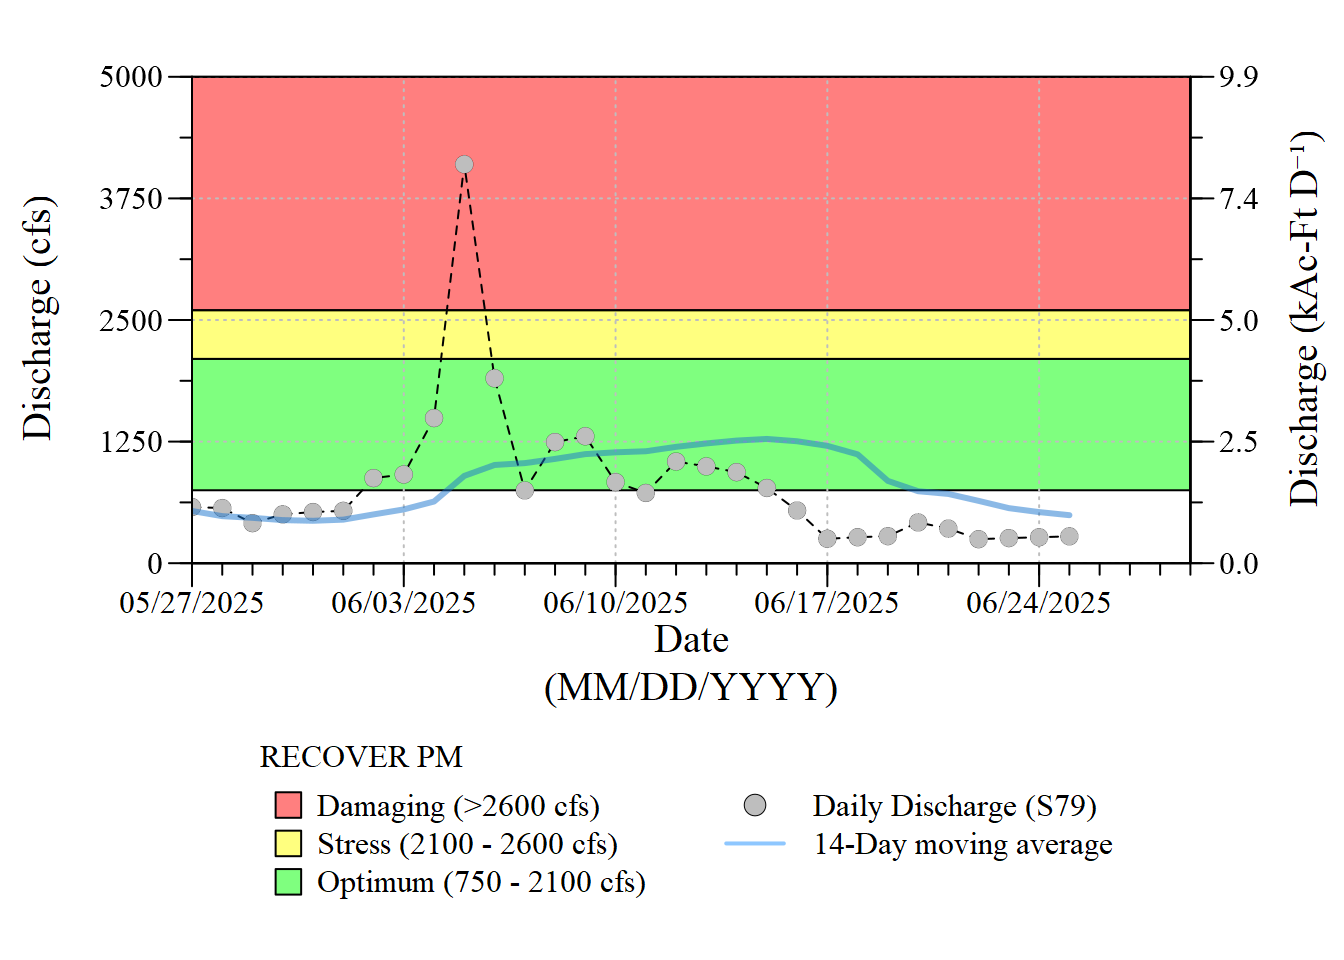 5000
3750
2500
1250
0
Discharge (cfs)
9.9
7.4
5.0
2.5
0.0
Discharge (kAc-Ft D⁻¹)
05/27/2025 06/03/2025 06/10/2025 06/17/2025 06/24/2025
Date
(MM/DD/YYYY)
RECOVER PM
Damaging (>2600 cfs)
Stress (2100 - 2600 cfs)
Optimum (750 - 2100 cfs)
Daily Discharge (S79)
14-Day moving average